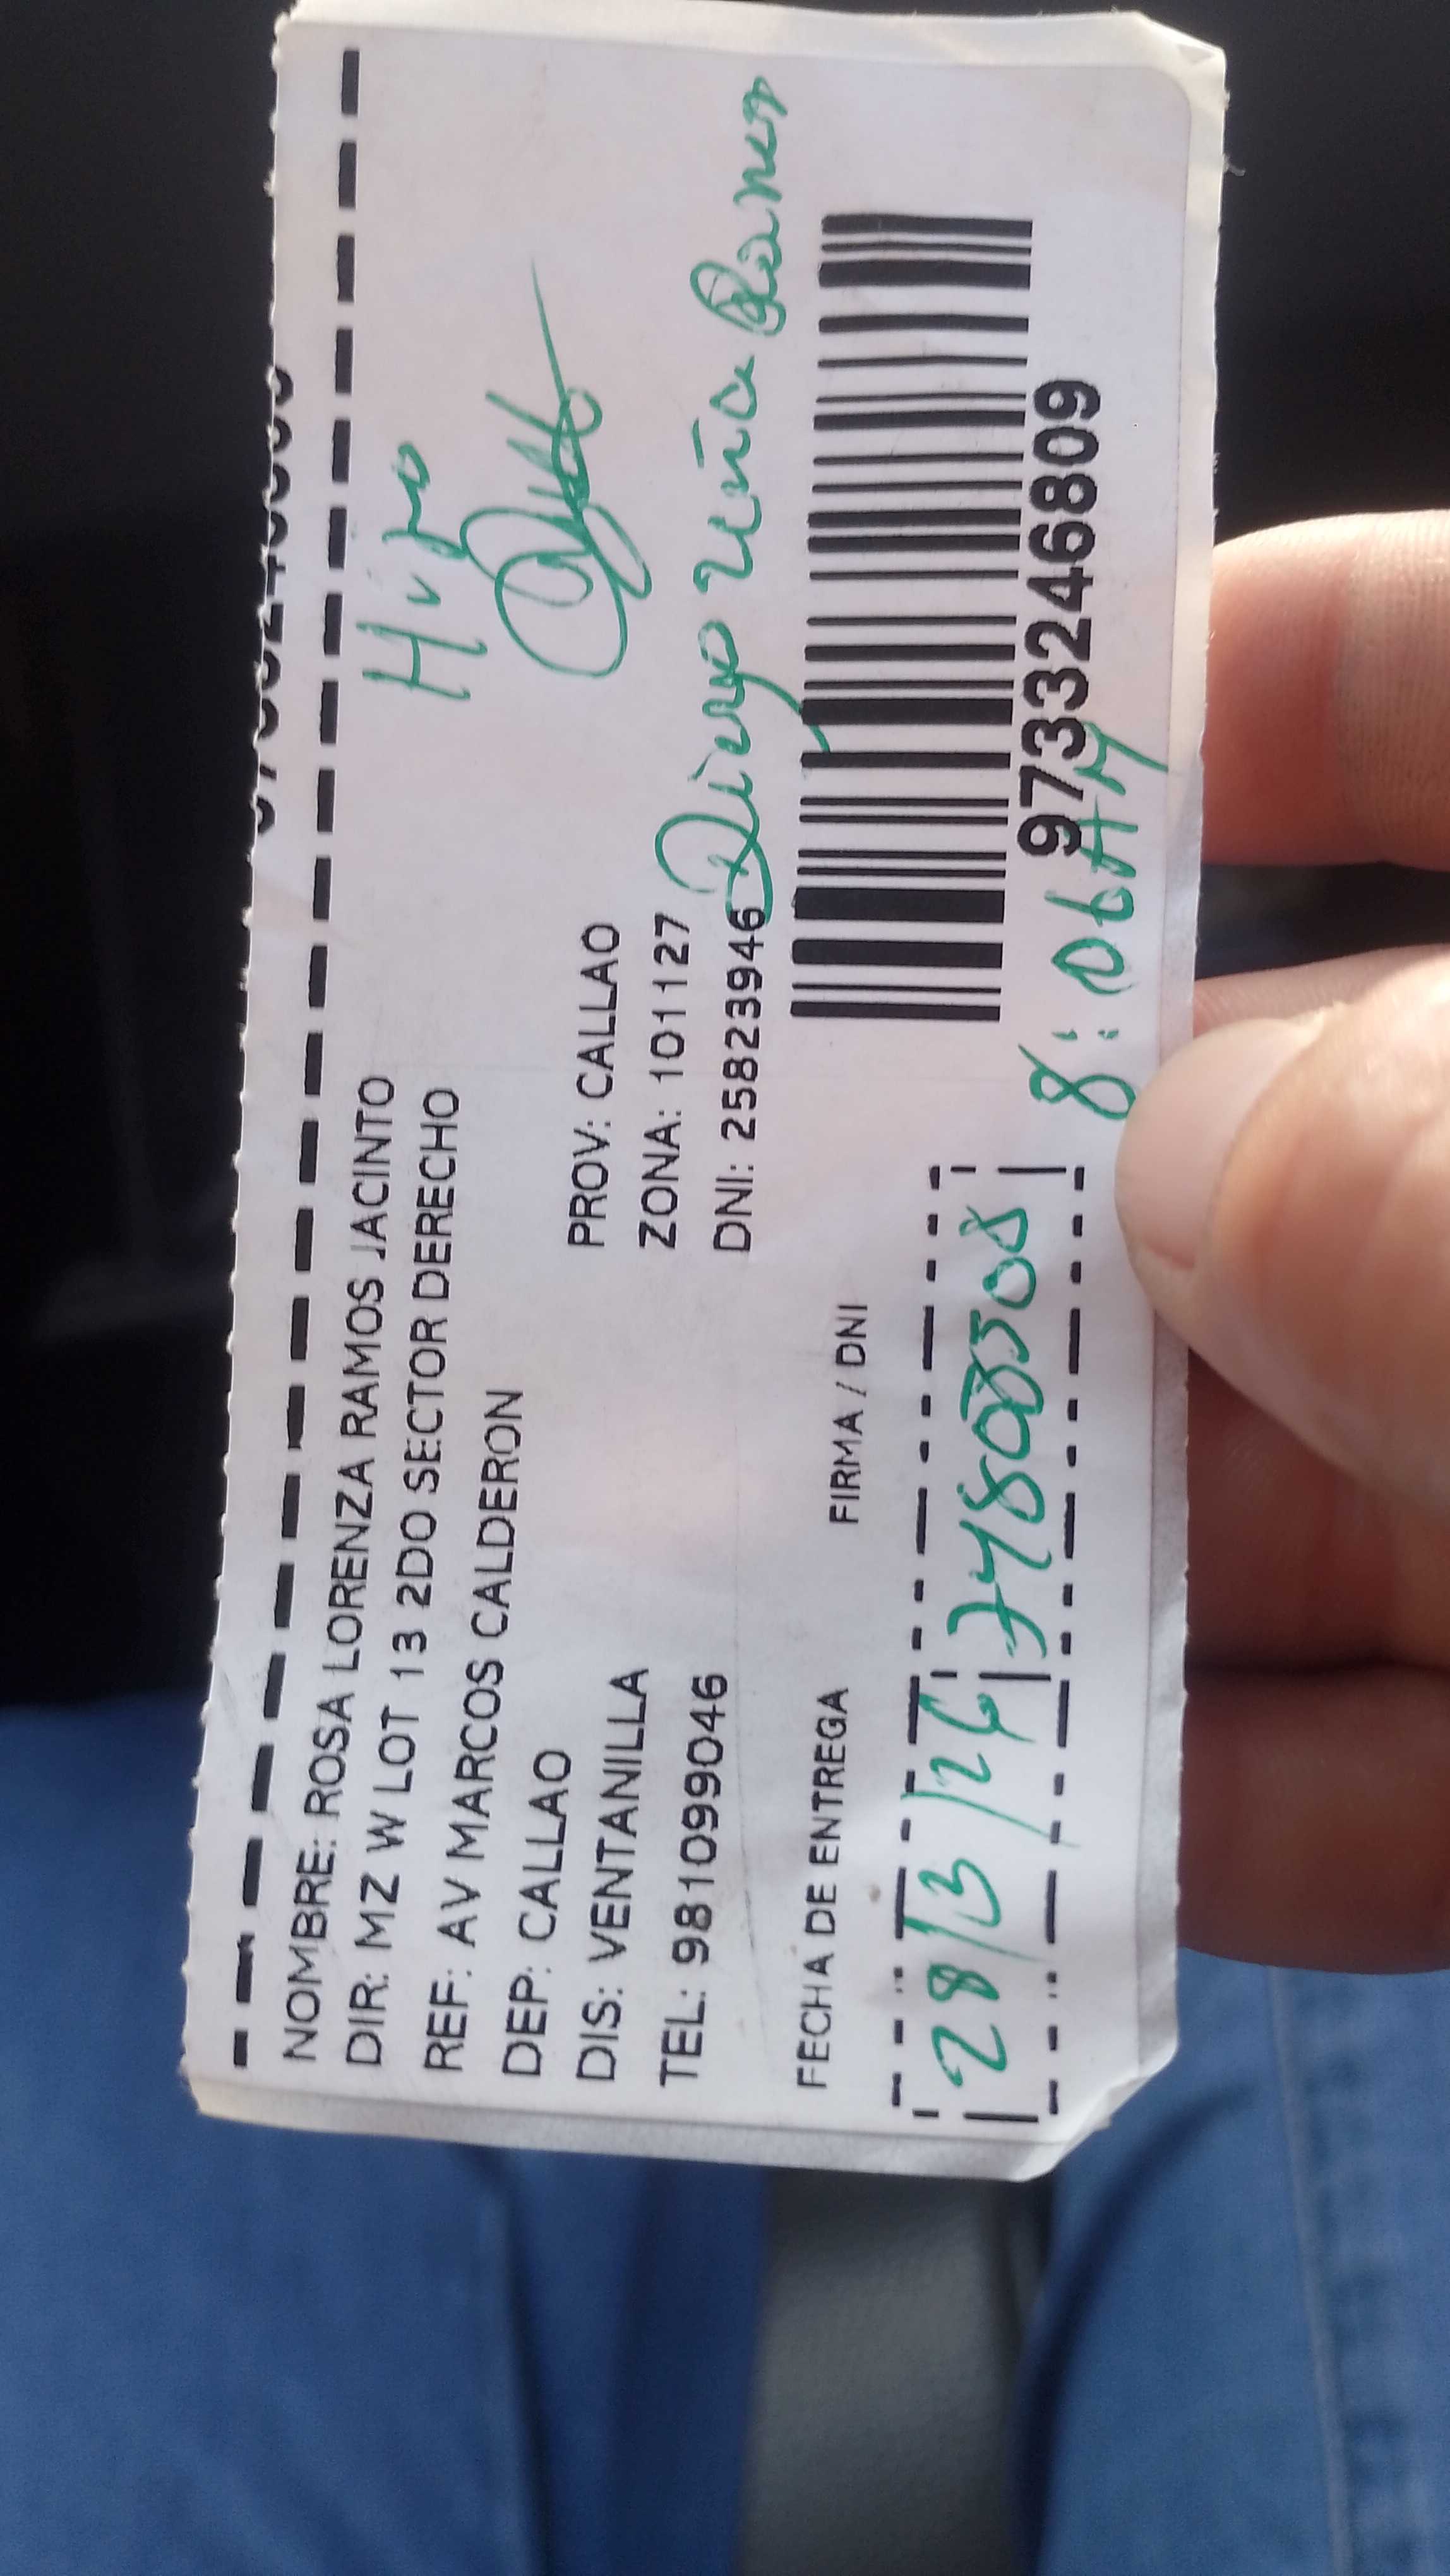 NOMBRE: ROSA LORENZA RAMOS JACINTO
DIR: MZ W LOT 13 2DO SECTOR DERECHO
REF: AV MARCOS CALDERON
DEP: CALLAO PROV: CALLAO
DIS: VENTANILLA ZONA: 101127
TEL: 981099046 DNI: 25823946
Diego
FECHA DE ENTREGA FIRMA / DNI
28/3/26
9733246809
8:06 AM